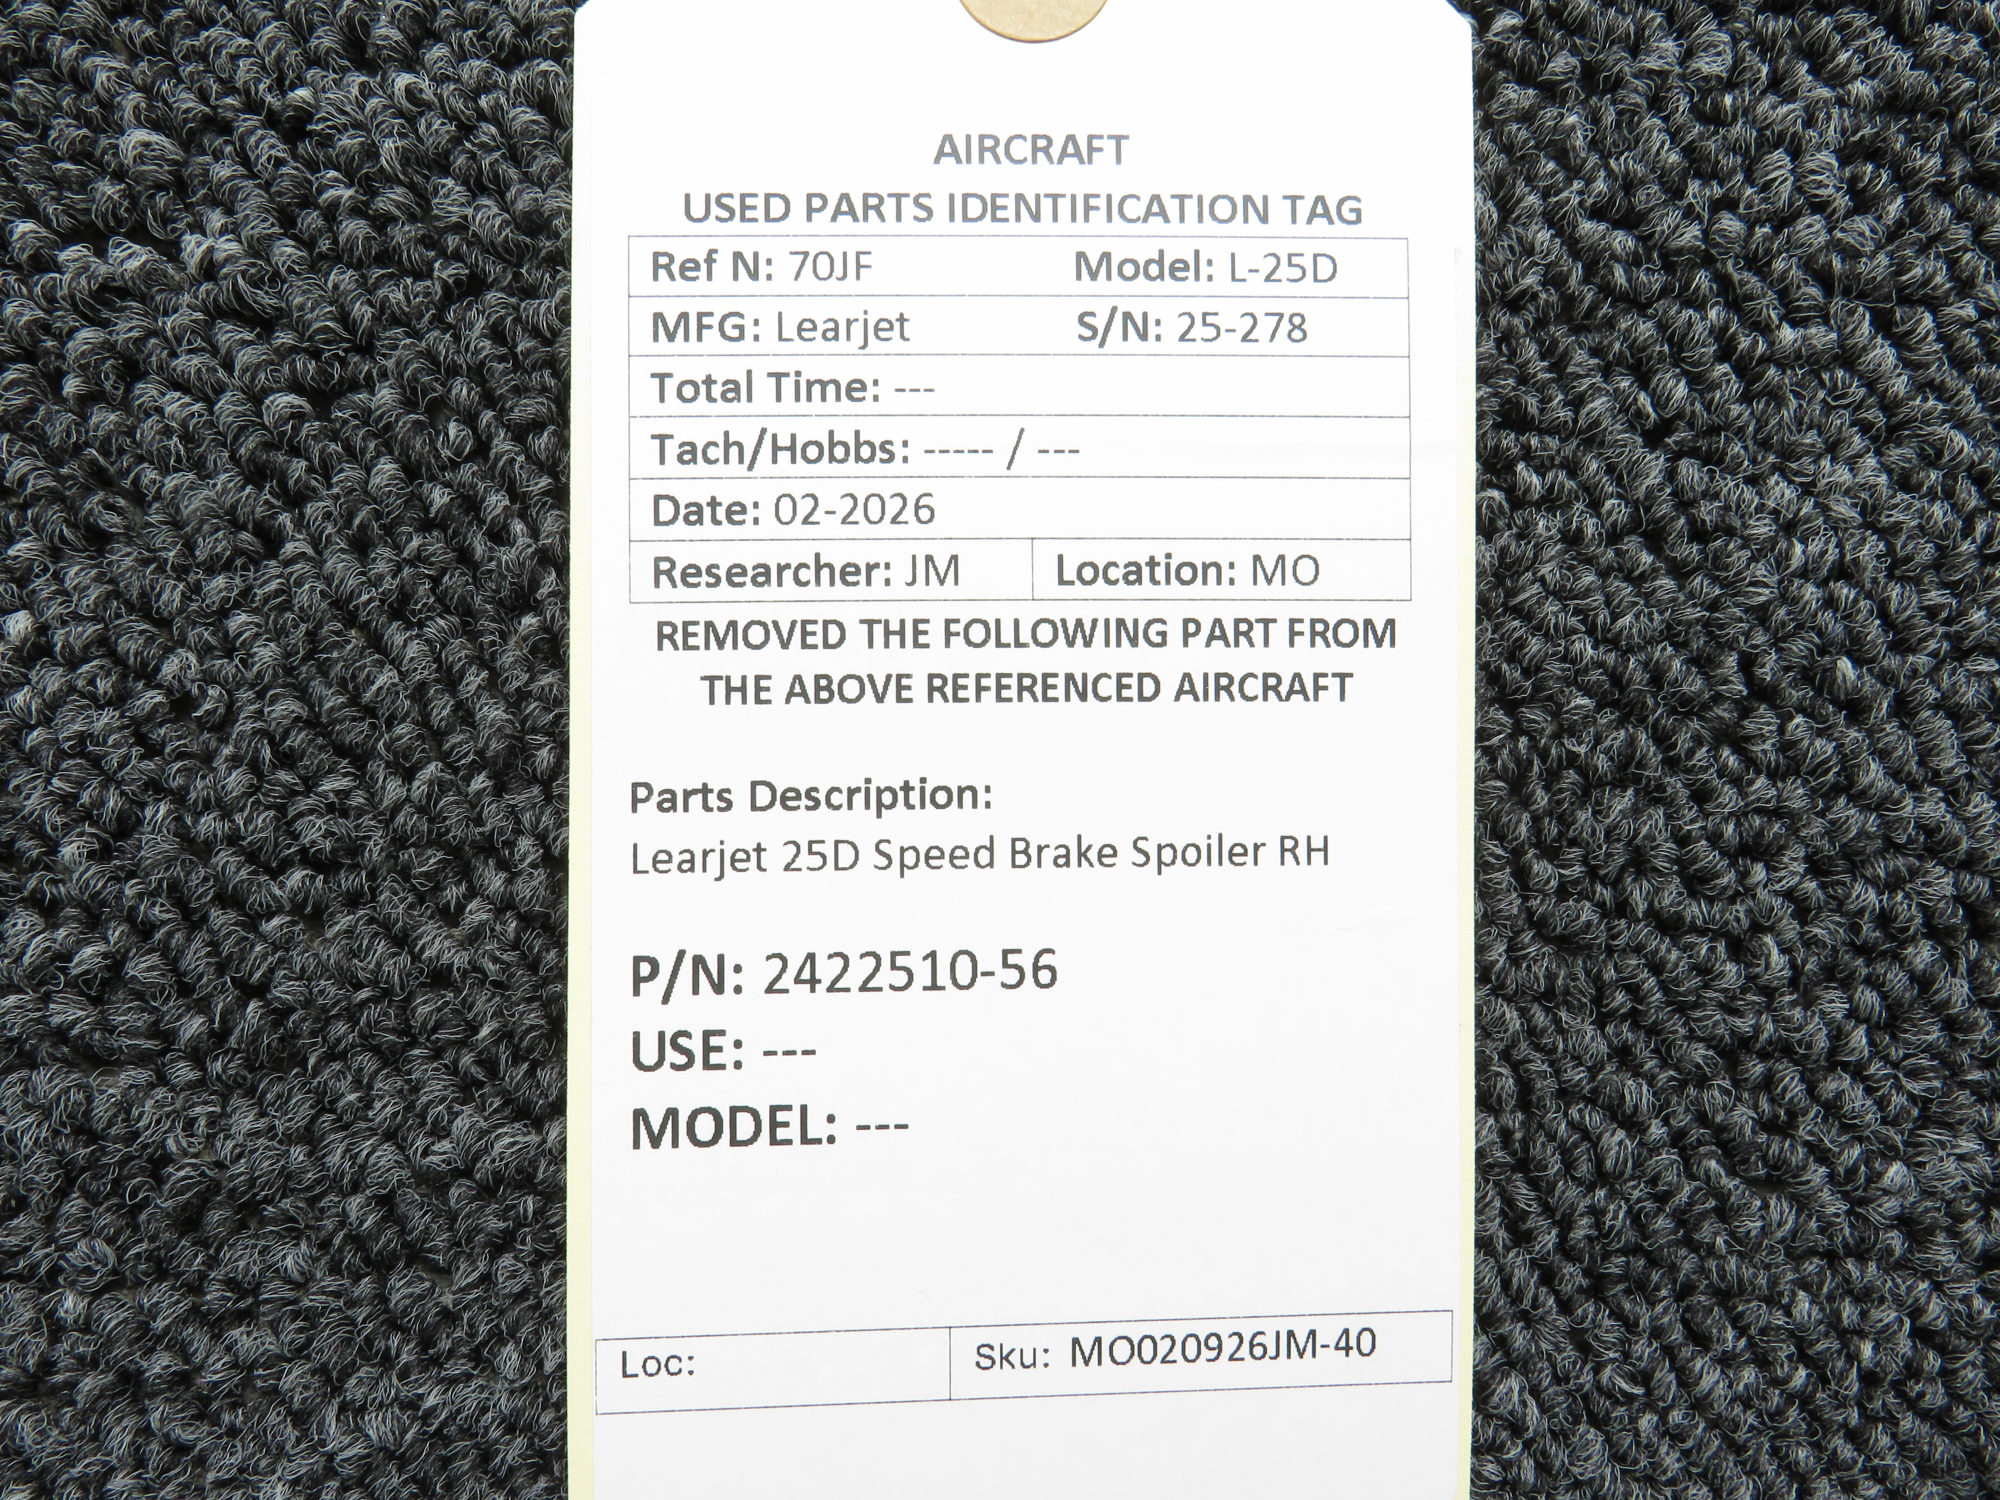 AIRCRAFT
USED PARTS IDENTIFICATION TAG
Ref N: 70JF Model: L-25D
MFG: Learjet S/N: 25-278
Total Time: ---
Tach/Hobbs: ----- / ---
Date: 02-2026
Researcher: JM Location: MO
REMOVED THE FOLLOWING PART FROM
THE ABOVE REFERENCED AIRCRAFT
Parts Description:
Learjet 25D Speed Brake Spoiler RH
P/N: 2422510-56
USE: ---
MODEL: ---
Loc: Sku: MO020926JM-40